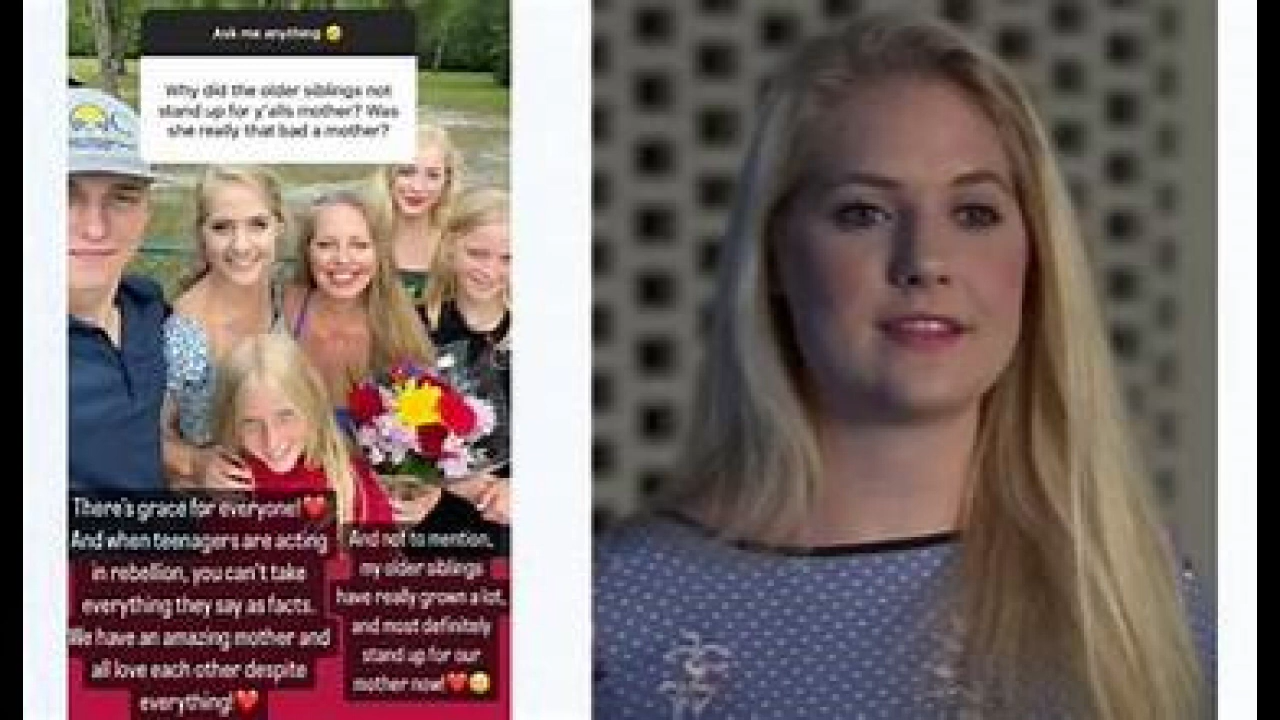 Ask me anything 🤣
Why did the older siblings not
stand up for y'alls mother? Was
she really that bad a mother?
There's grace for everyone!❤️
And when teenagers are acting
in rebellion, you can't take
everything they say as facts.
We have an amazing mother and
all love each other despite
everything!❤️
And not to mention,
my older siblings
have really grown a lot,
and most definitely
stand up for our
mother now!❤️😊